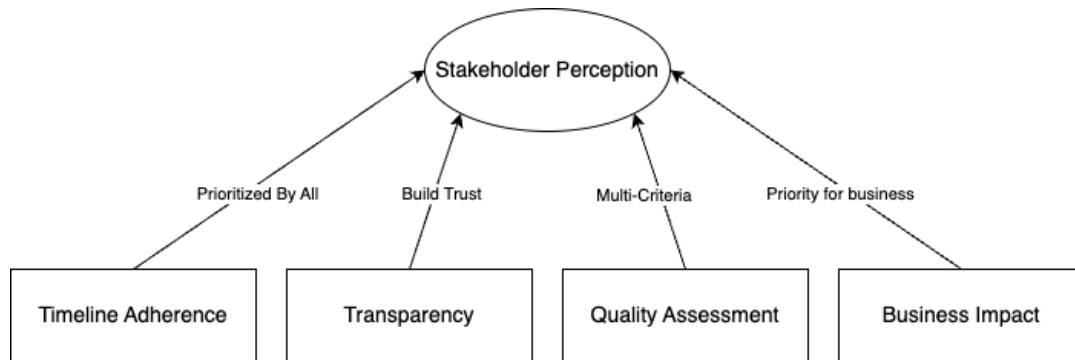 Stakeholder Perception
Prioritized By All
Build Trust
Multi-Criteria
Priority for business
Timeline Adherence
Transparency
Quality Assessment
Business Impact